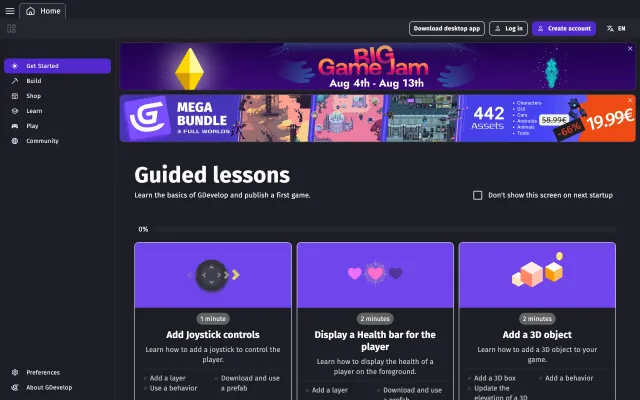 Home
Download desktop app
Log in
Create account
EN
Get Started
Build
Shop
Learn
Play
Community
BIG
Game Jam
Aug 4th - Aug 13th
MEGA
BUNDLE
3 FULL WORLDS
442
Assets
Characters
GUI
Cars
Androids
Animals
Tools
58.99€
-66%
19.99€
Guided lessons
Learn the basics of GDevelop and publish a first game.
Don't show this screen on next startup
0%
1 minute
Add Joystick controls
Learn how to add a joystick to control the
player.
Add a layer
Use a behavior
Download and use
a prefab
2 minutes
Display a Health bar for the
player
Learn how to display the health of a
player on the foreground.
Add a layer
Download and use
a prefab
2 minutes
Add a 3D object
Learn how to add a 3D object to your
game.
Add a 3D box
Update the
elevation of a 3D
Add a behavior
Preferences
About GDevelop